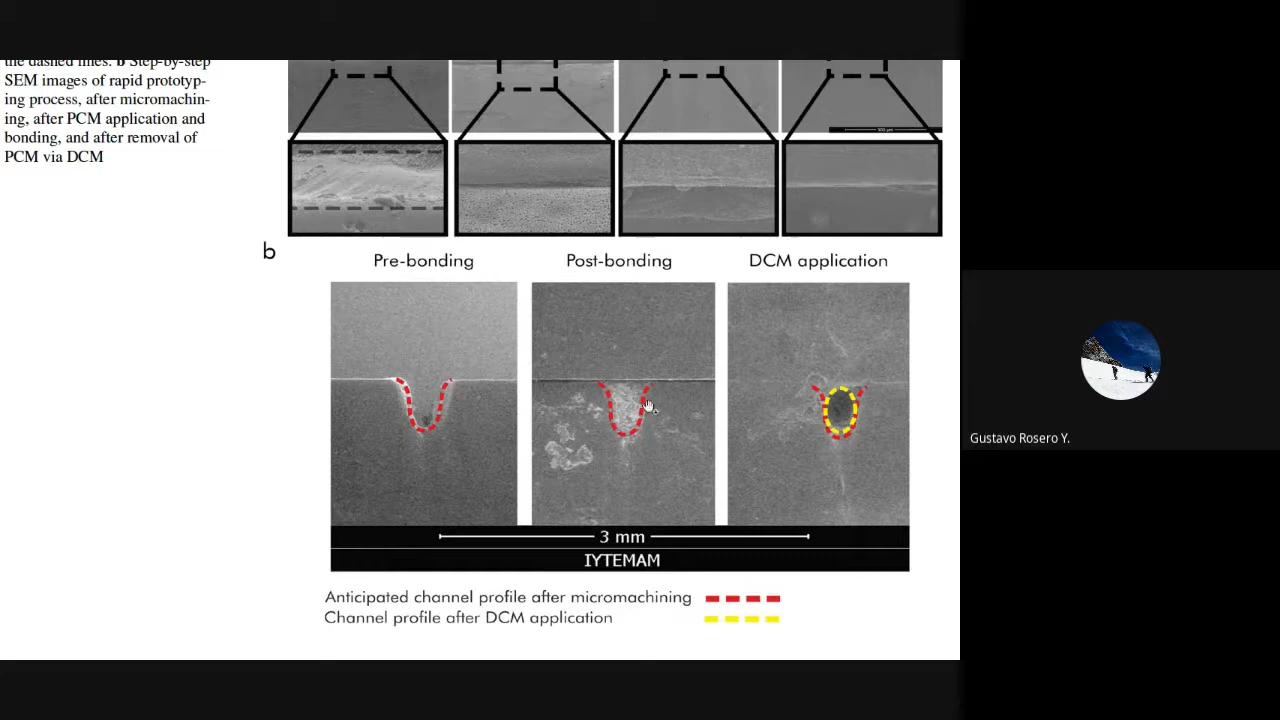 the dashed lines. b Step-by-step
SEM images of rapid prototyp-
ing process, after micromachin-
ing, after PCM application and
bonding, and after removal of
PCM via DCM
b
Pre-bonding
Post-bonding
DCM application
3 mm
IYTEMAM
Anticipated channel profile after micromachining
Channel profile after DCM application
Gustavo Rosero Y.